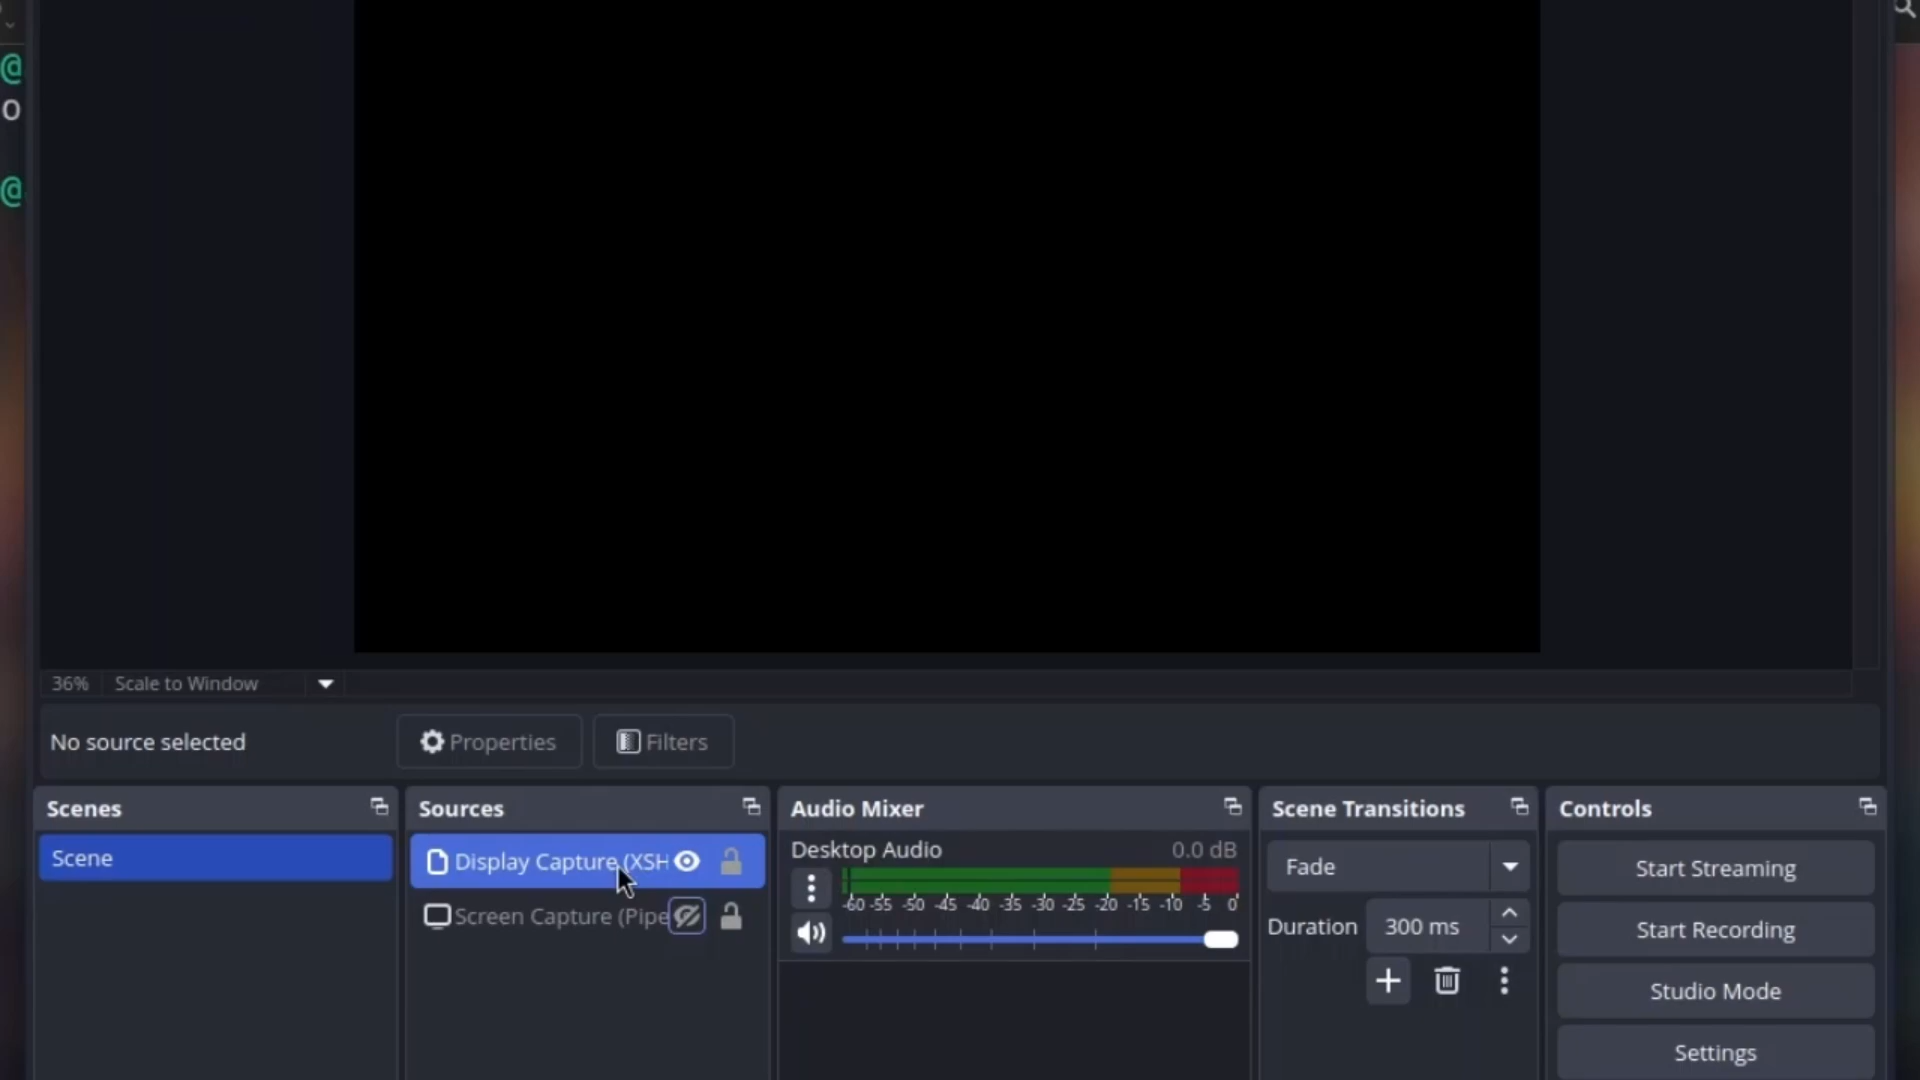 @
o
@
36% Scale to Window
No source selected Properties Filters
Scenes Sources Audio Mixer Scene Transitions Controls
Scene
Display Capture (XSH
Screen Capture (Pipe
Desktop Audio 0.0 dB
-60 -55 -50 -45 -40 -35 -30 -25 -20 -15 -10 -5 0
Fade
Duration 300 ms
Start Streaming
Start Recording
Studio Mode
Settings